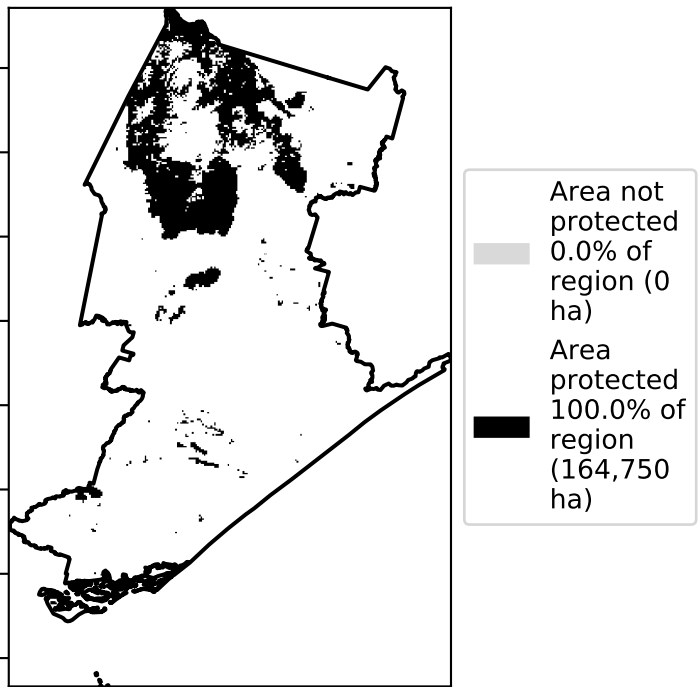 Area not
protected
0.0% of
region (0
ha)
Area
protected
100.0% of
region
(164,750
ha)